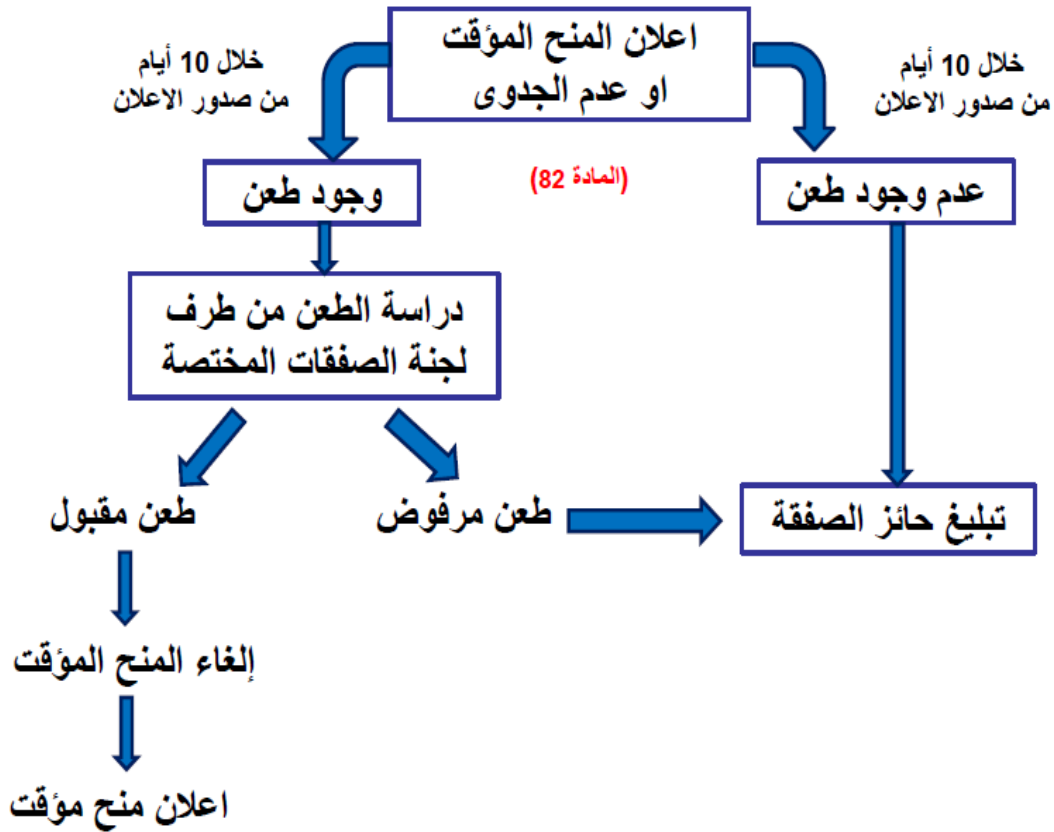 اعلان المنح المؤقت
او عدم الجدوى
خلال 10 أيام
من صدور الاعلان
خلال 10 أيام
من صدور الاعلان
(المادة 82)
عدم وجود طعن
وجود طعن
دراسة الطعن من طرف
لجنة الصفقات المختصة
تبليغ حائز الصفقة
طعن مرفوض
طعن مقبول
إلغاء المنح المؤقت
اعلان منح مؤقت